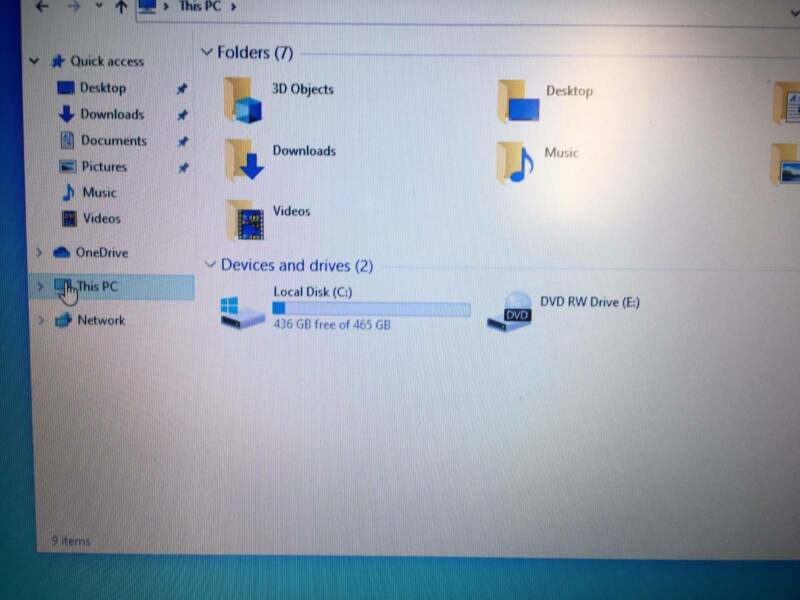 This PC
Quick access
Desktop
Downloads
Documents
Pictures
Music
Videos
OneDrive
This PC
Network
Folders (7)
3D Objects
Desktop
Downloads
Music
Videos
Devices and drives (2)
Local Disk (C:)
436 GB free of 465 GB
DVD RW Drive (E:)
DVD
9 items